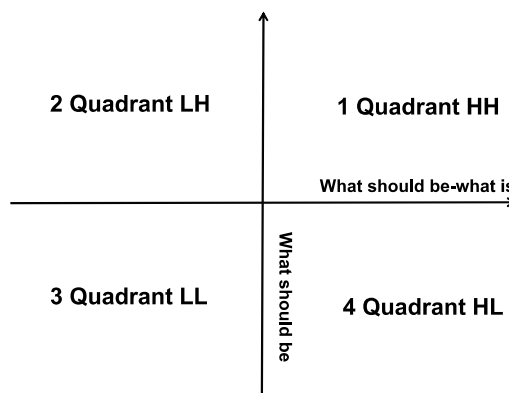 2 Quadrant LH
1 Quadrant HH
What should be-what is
3 Quadrant LL
What should be
4 Quadrant HL